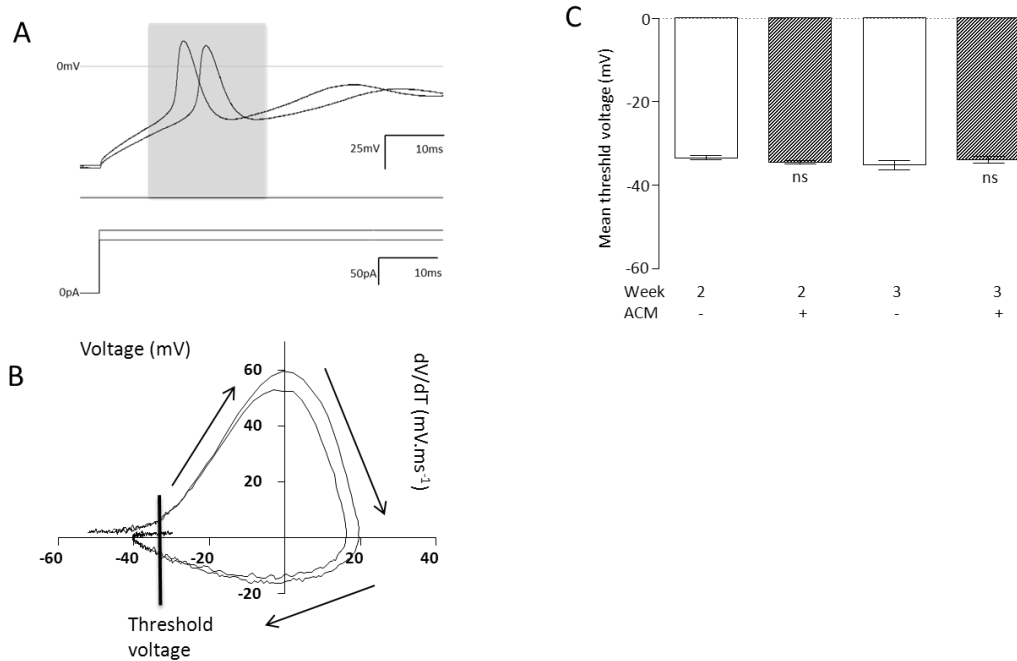 A
0mV
25mV
10ms
50pA
10ms
0pA
B
Voltage (mV)
dV/dT (mV.ms-1)
60
40
20
-60
-40
-20
20
40
-20
Threshold
voltage
C
Mean threshld voltage (mV)
0
-20
-40
-60
ns
ns
Week 2 2 3 3
ACM - + - +